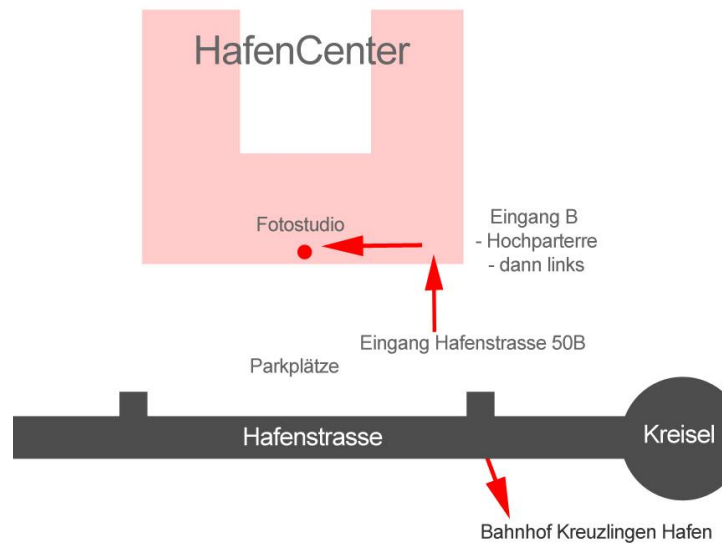 HafenCenter
Fotostudio
Eingang B
- Hochparterre
- dann links
Eingang Hafenstrasse 50B
Parkplätze
Hafenstrasse
Kreisel
Bahnhof Kreuzlingen Hafen